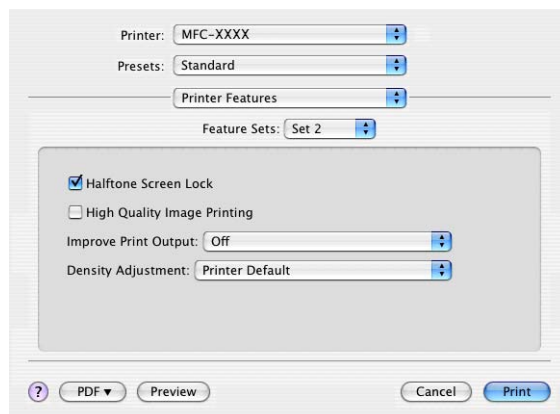 Printer: MFC-XXXX
Presets: Standard
Printer Features
Feature Sets: Set 2
Halftone Screen Lock
High Quality Image Printing
Improve Print Output: Off
Density Adjustment: Printer Default
? PDF ▼ Preview Cancel Print